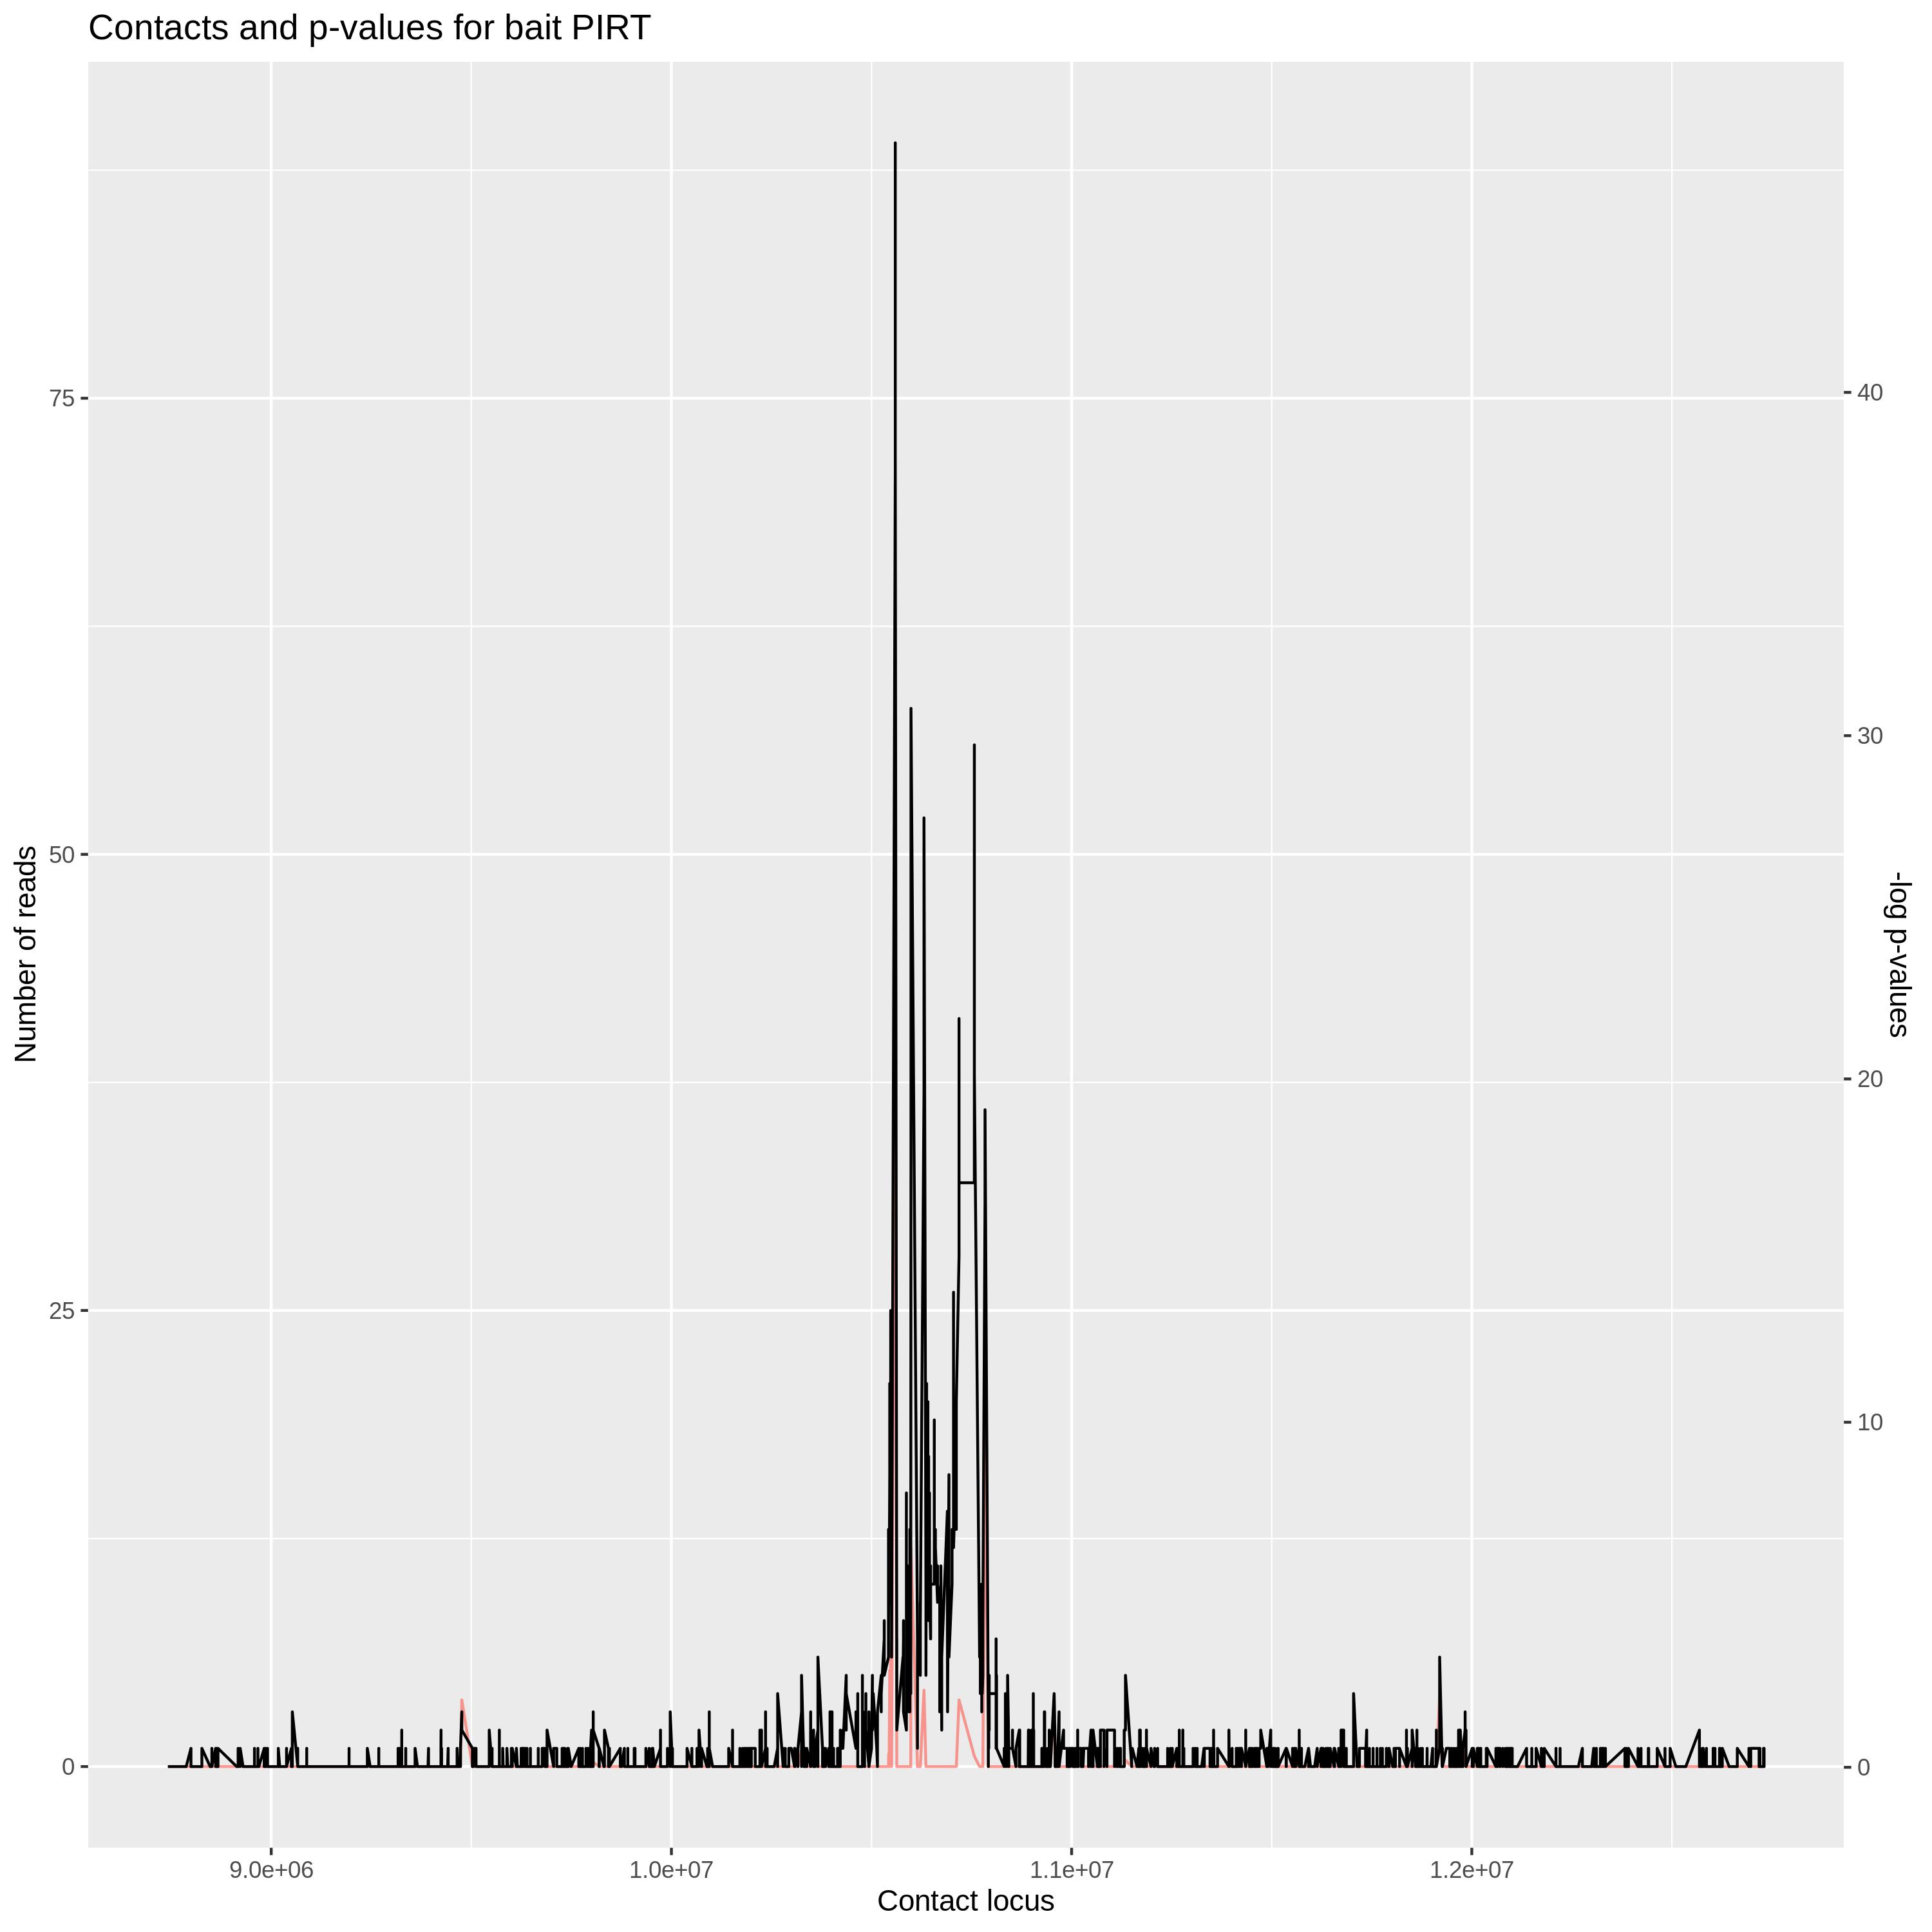 Contacts and p-values for bait PIRT
Number of reads
75
50
25
0
40
30
20
10
0
-log p-values
9.0e+06 1.0e+07 1.1e+07 1.2e+07
Contact locus